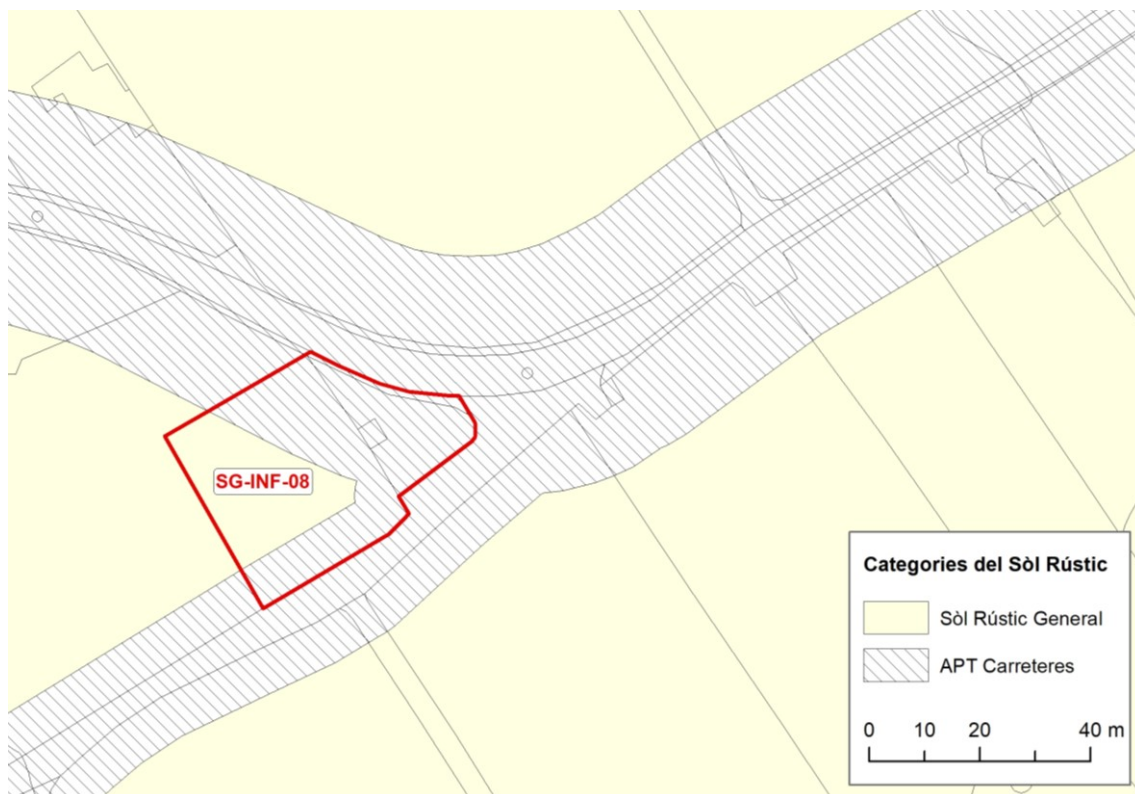 SG-INF-08
Categories del Sòl Rústic
Sòl Rústic General
APT Carreteres
0 10 20 40 m